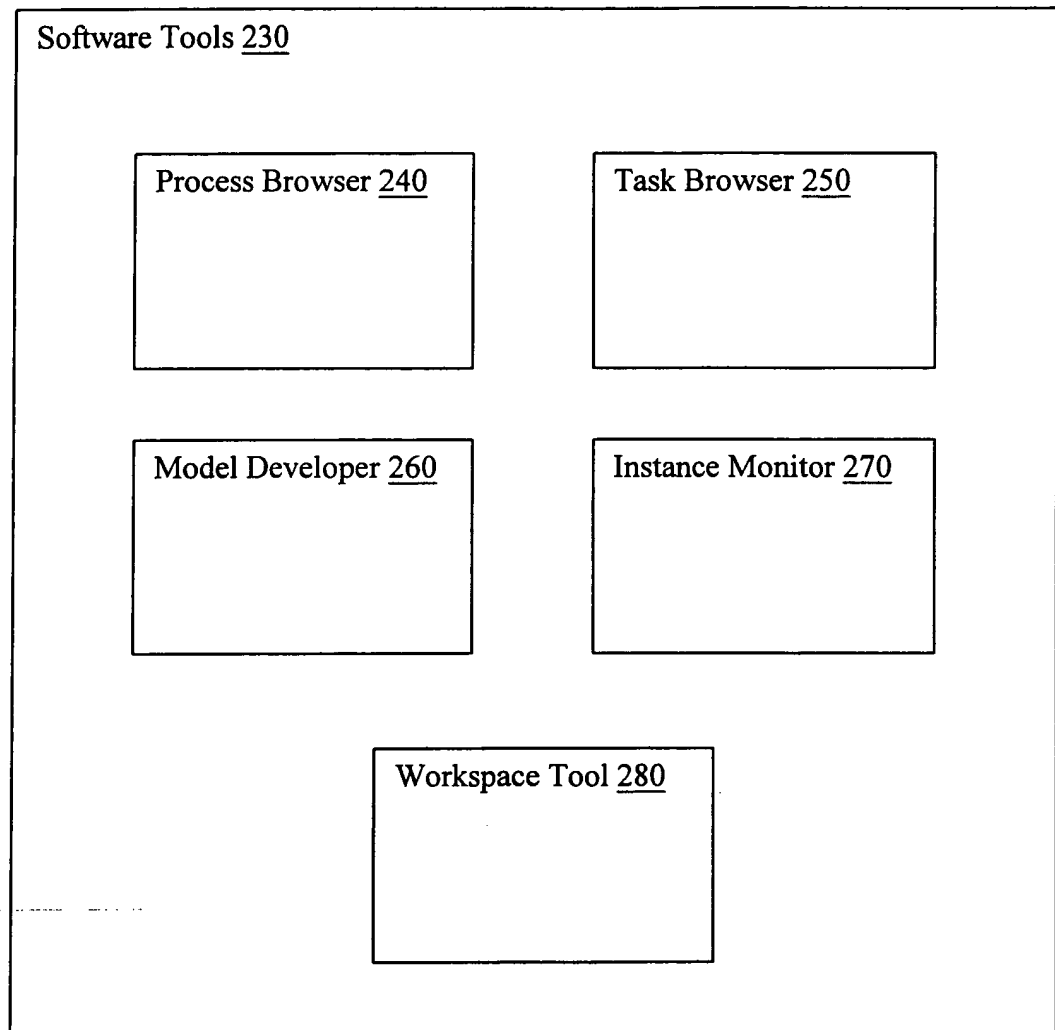 Software Tools 230
Process Browser 240
Task Browser 250
Model Developer 260
Instance Monitor 270
Workspace Tool 280